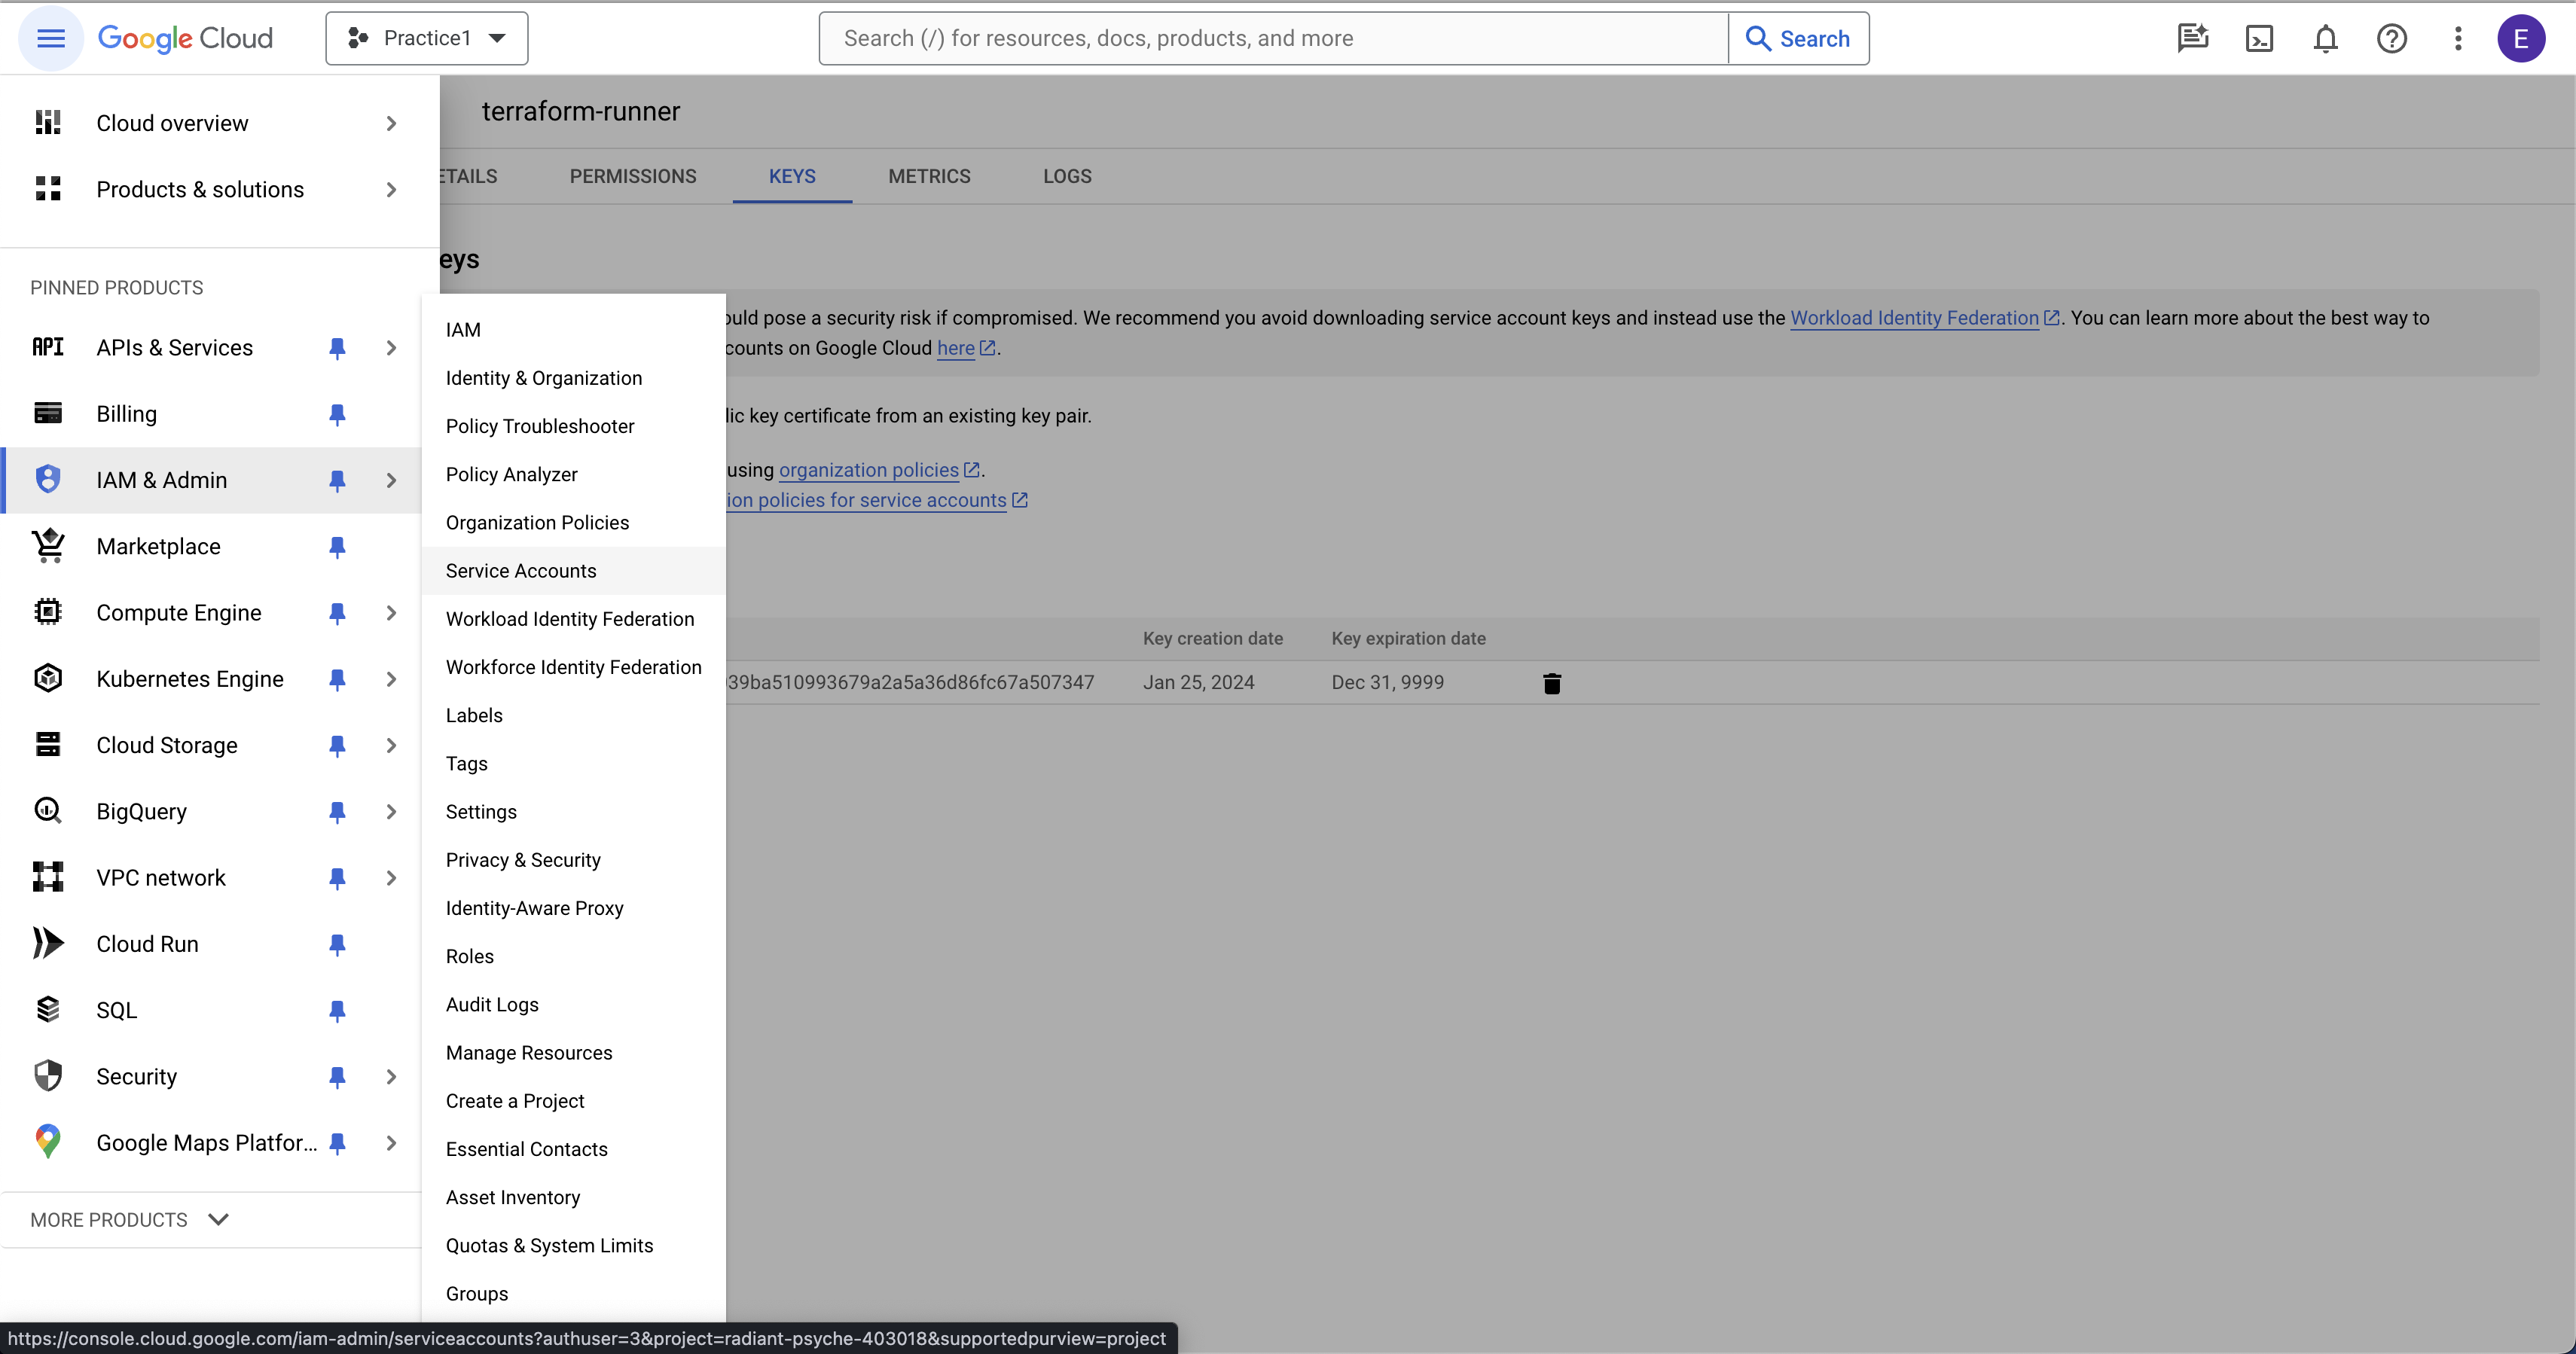 Google Cloud
Practice1
Search (/) for resources, docs, products, and more
Search
E
Cloud overview
Products & solutions
PINNED PRODUCTS
APIs & Services
Billing
IAM & Admin
Marketplace
Compute Engine
Kubernetes Engine
Cloud Storage
BigQuery
VPC network
Cloud Run
SQL
Security
Google Maps Platfor...
MORE PRODUCTS
IAM
Identity & Organization
Policy Troubleshooter
Policy Analyzer
Organization Policies
Service Accounts
Workload Identity Federation
Workforce Identity Federation
Labels
Tags
Settings
Privacy & Security
Identity-Aware Proxy
Roles
Audit Logs
Manage Resources
Create a Project
Essential Contacts
Asset Inventory
Quotas & System Limits
Groups
terraform-runner
ETAILS PERMISSIONS KEYS METRICS LOGS
eys
ould pose a security risk if compromised. We recommend you avoid downloading service account keys and instead use the Workload Identity Federation. You can learn more about the best way to
counts on Google Cloud here.
lic key certificate from an existing key pair.
using organization policies.
ion policies for service accounts
Key creation date Key expiration date
39ba510993679a2a5a36d86fc67a507347 Jan 25, 2024 Dec 31, 9999
https://console.cloud.google.com/iam-admin/serviceaccounts?authuser=3&project=radiant-psyche-403018&supportedpurview=project